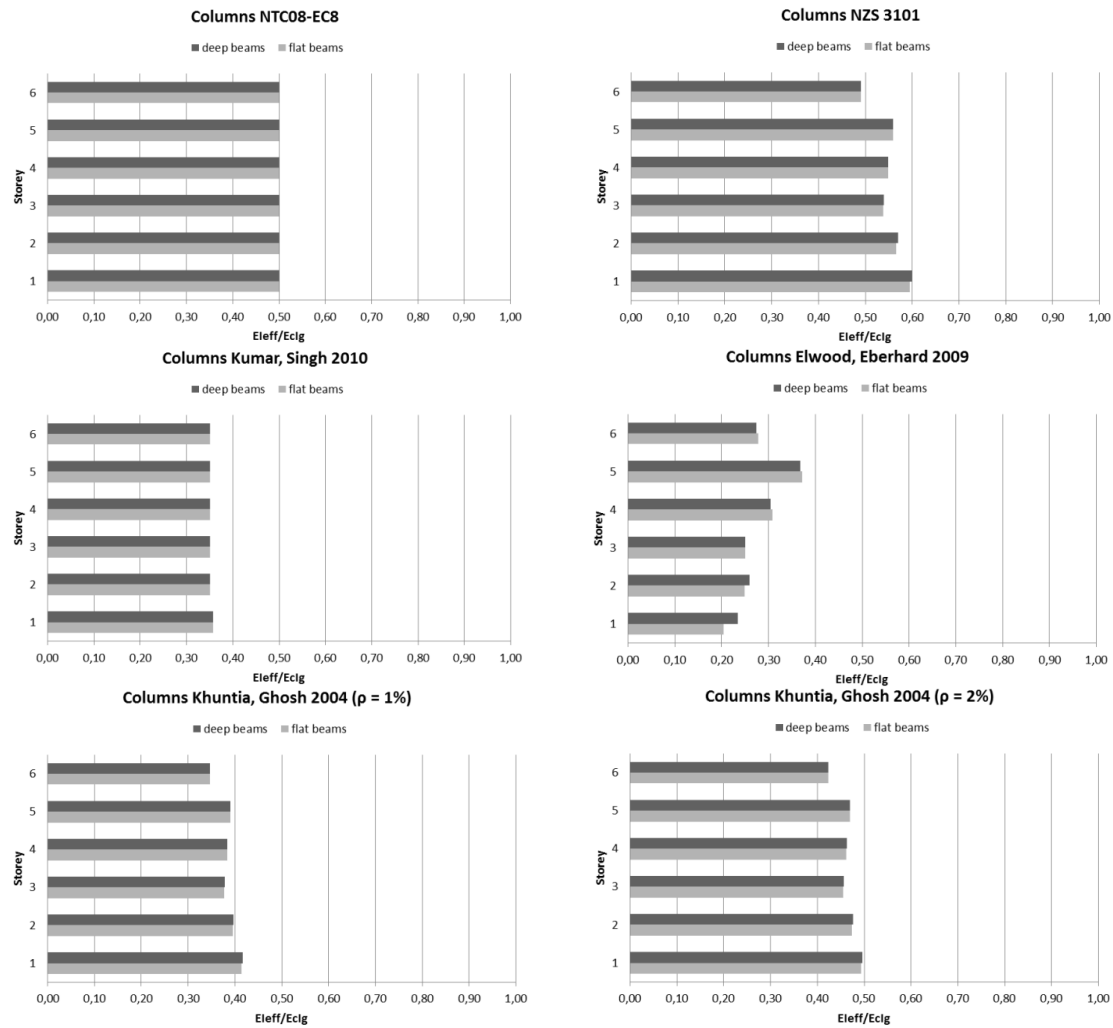 Columns NTC08-EC8
deep beams flat beams
Storey
6
5
4
3
2
1
0,00 0,10 0,20 0,30 0,40 0,50 0,60 0,70 0,80 0,90 1,00
EIeff/EcIg
Columns NZS 3101
deep beams flat beams
Storey
6
5
4
3
2
1
0,00 0,10 0,20 0,30 0,40 0,50 0,60 0,70 0,80 0,90 1,00
EIeff/EcIg
Columns Kumar, Singh 2010
deep beams flat beams
Storey
6
5
4
3
2
1
0,00 0,10 0,20 0,30 0,40 0,50 0,60 0,70 0,80 0,90 1,00
EIeff/EcIg
Columns Elwood, Eberhard 2009
deep beams flat beams
Storey
6
5
4
3
2
1
0,00 0,10 0,20 0,30 0,40 0,50 0,60 0,70 0,80 0,90 1,00
EIeff/EcIg
Columns Khuntia, Ghosh 2004 (ρ = 1%)
deep beams flat beams
Storey
6
5
4
3
2
1
0,00 0,10 0,20 0,30 0,40 0,50 0,60 0,70 0,80 0,90 1,00
EIeff/EcIg
Columns Khuntia, Ghosh 2004 (ρ = 2%)
deep beams flat beams
Storey
6
5
4
3
2
1
0,00 0,10 0,20 0,30 0,40 0,50 0,60 0,70 0,80 0,90 1,00
EIeff/EcIg